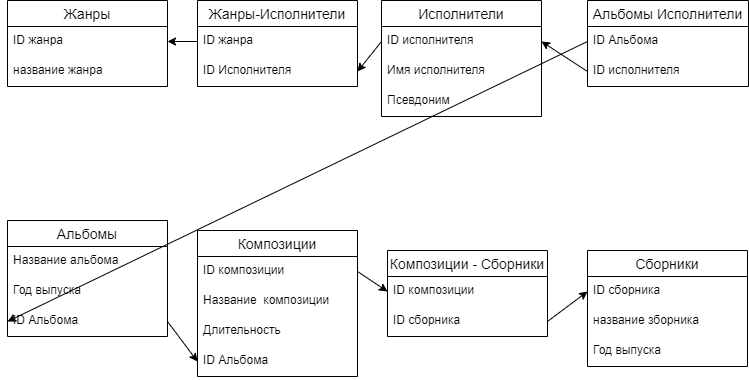 Жанры
ID жанра
название жанра
Жанры-Исполнители
ID жанра
ID Исполнителя
Исполнители
ID исполнителя
Имя исполнителя
Псевдоним
Альбомы Исполнители
ID Альбома
ID исполнителя
Альбомы
Название альбома
Год выпуска
ID Альбома
Композиции
ID композиции
Название композиции
Длительность
ID Альбома
Композиции - Сборники
ID композиции
ID сборника
Сборники
ID сборника
название зборника
Год выпуска